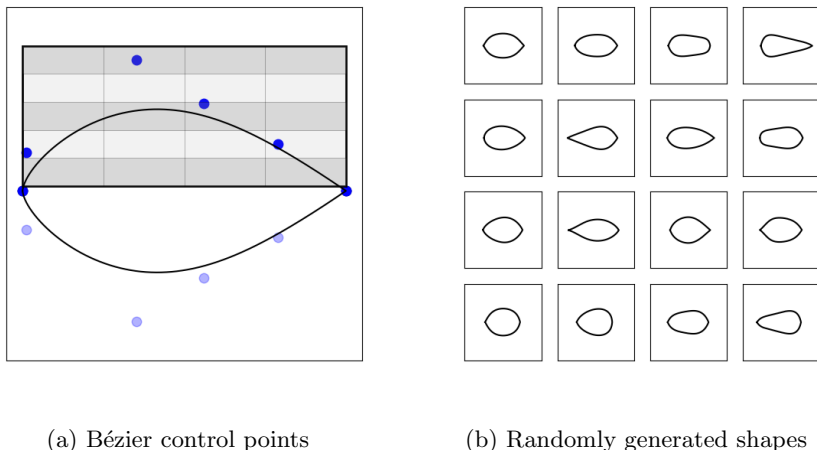 (a) Bézier control points
(b) Randomly generated shapes